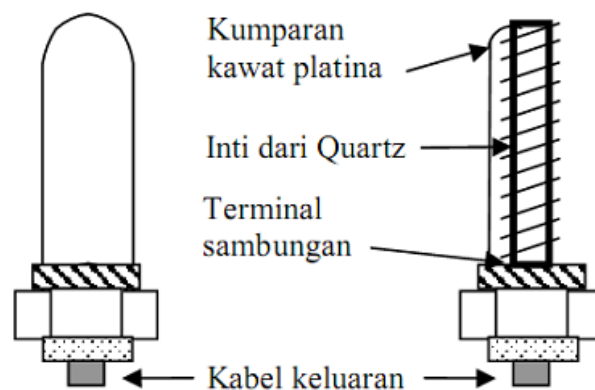 Kumparan
kawat platina
Inti dari Quartz
Terminal
sambungan
Kabel keluaran